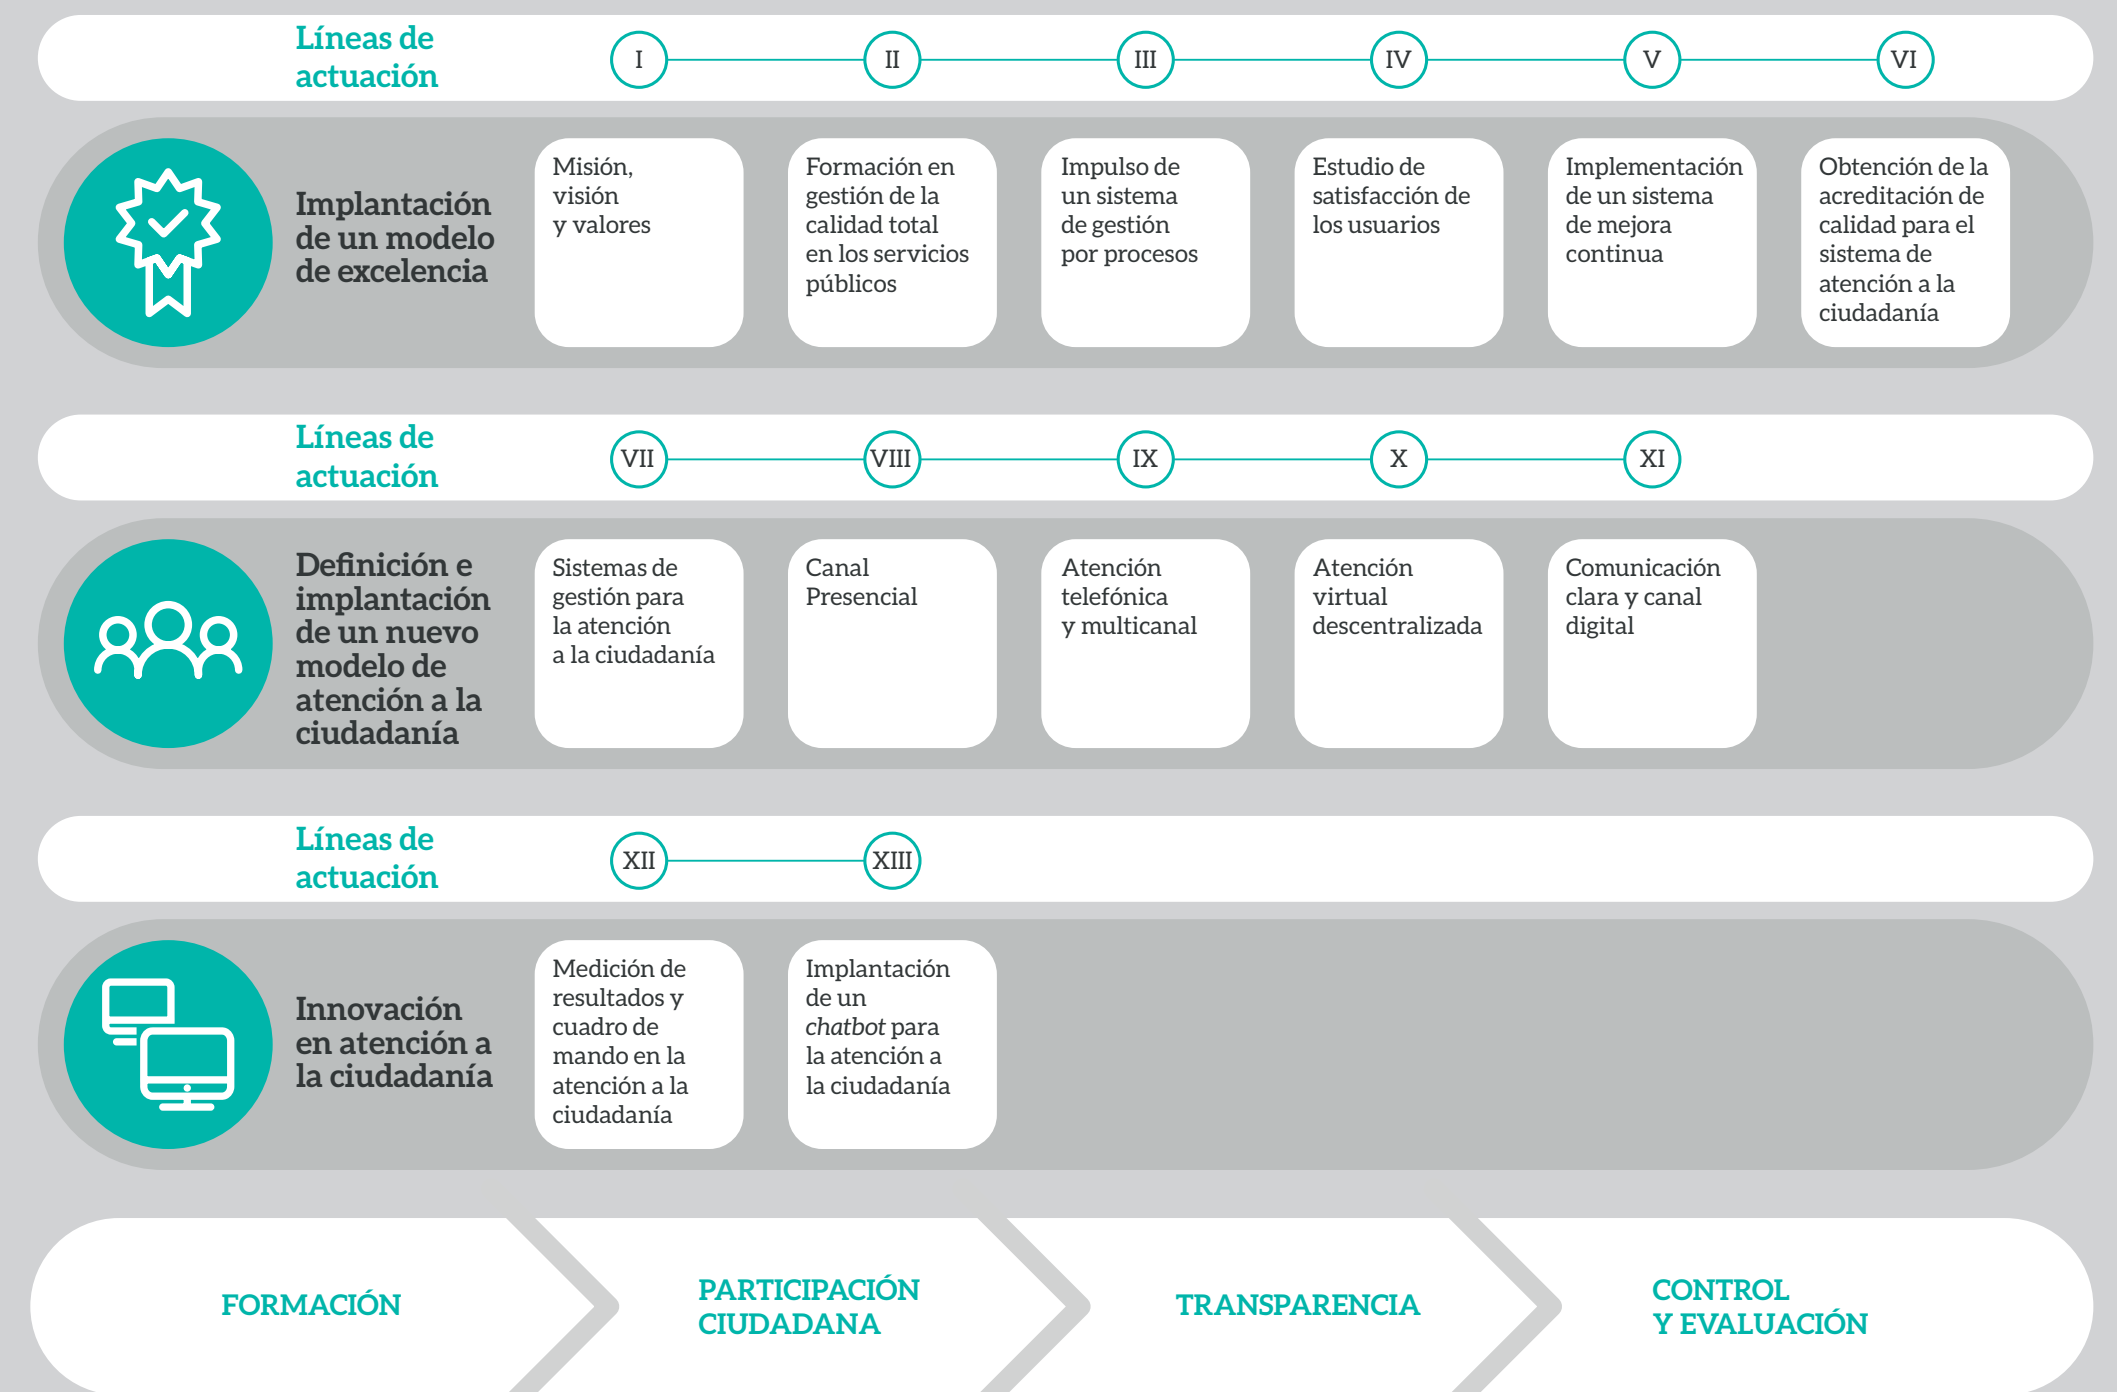 Líneas de
actuación
I
II
III
IV
V
VI
Implantación
de un modelo
de excelencia
Misión,
visión
y valores
Formación en
gestión de la
calidad total
en los servicios
públicos
Impulso de
un sistema
de gestión
por procesos
Estudio de
satisfacción de
los usuarios
Implementación
de un sistema
de mejora
continua
Obtención de la
acreditación de
calidad para el
sistema de
atención a la
ciudadanía
Líneas de
actuación
VII
VIII
IX
X
XI
Definición e
implantación
de un nuevo
modelo de
atención a la
ciudadanía
Sistemas de
gestión para
la atención
a la ciudadanía
Canal
Presencial
Atención
telefónica
y multicanal
Atención
virtual
descentralizada
Comunicación
clara y canal
digital
Líneas de
actuación
XII
XIII
Innovación
en atención a
la ciudadanía
Medición de
resultados y
cuadro de
mando en la
atención a la
ciudadanía
Implantación
de un
chatbot para
la atención a
la ciudadanía
FORMACIÓN
PARTICIPACIÓN
CIUDADANA
TRANSPARENCIA
CONTROL
Y EVALUACIÓN